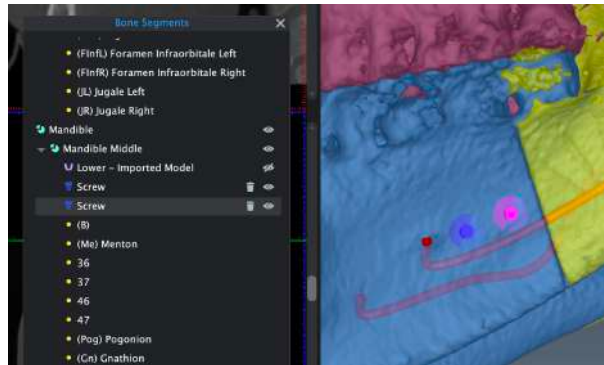 Bone Segments
(FInfL) Foramen Infraorbitale Left
(FInfR) Foramen Infraorbitale Right
(JL) Jugale Left
(JR) Jugale Right
Mandible
Mandible Middle
Lower - Imported Model
Screw
Screw
(B)
(Me) Menton
36
37
46
47
(Pog) Pogonion
(Gn) Gnathion